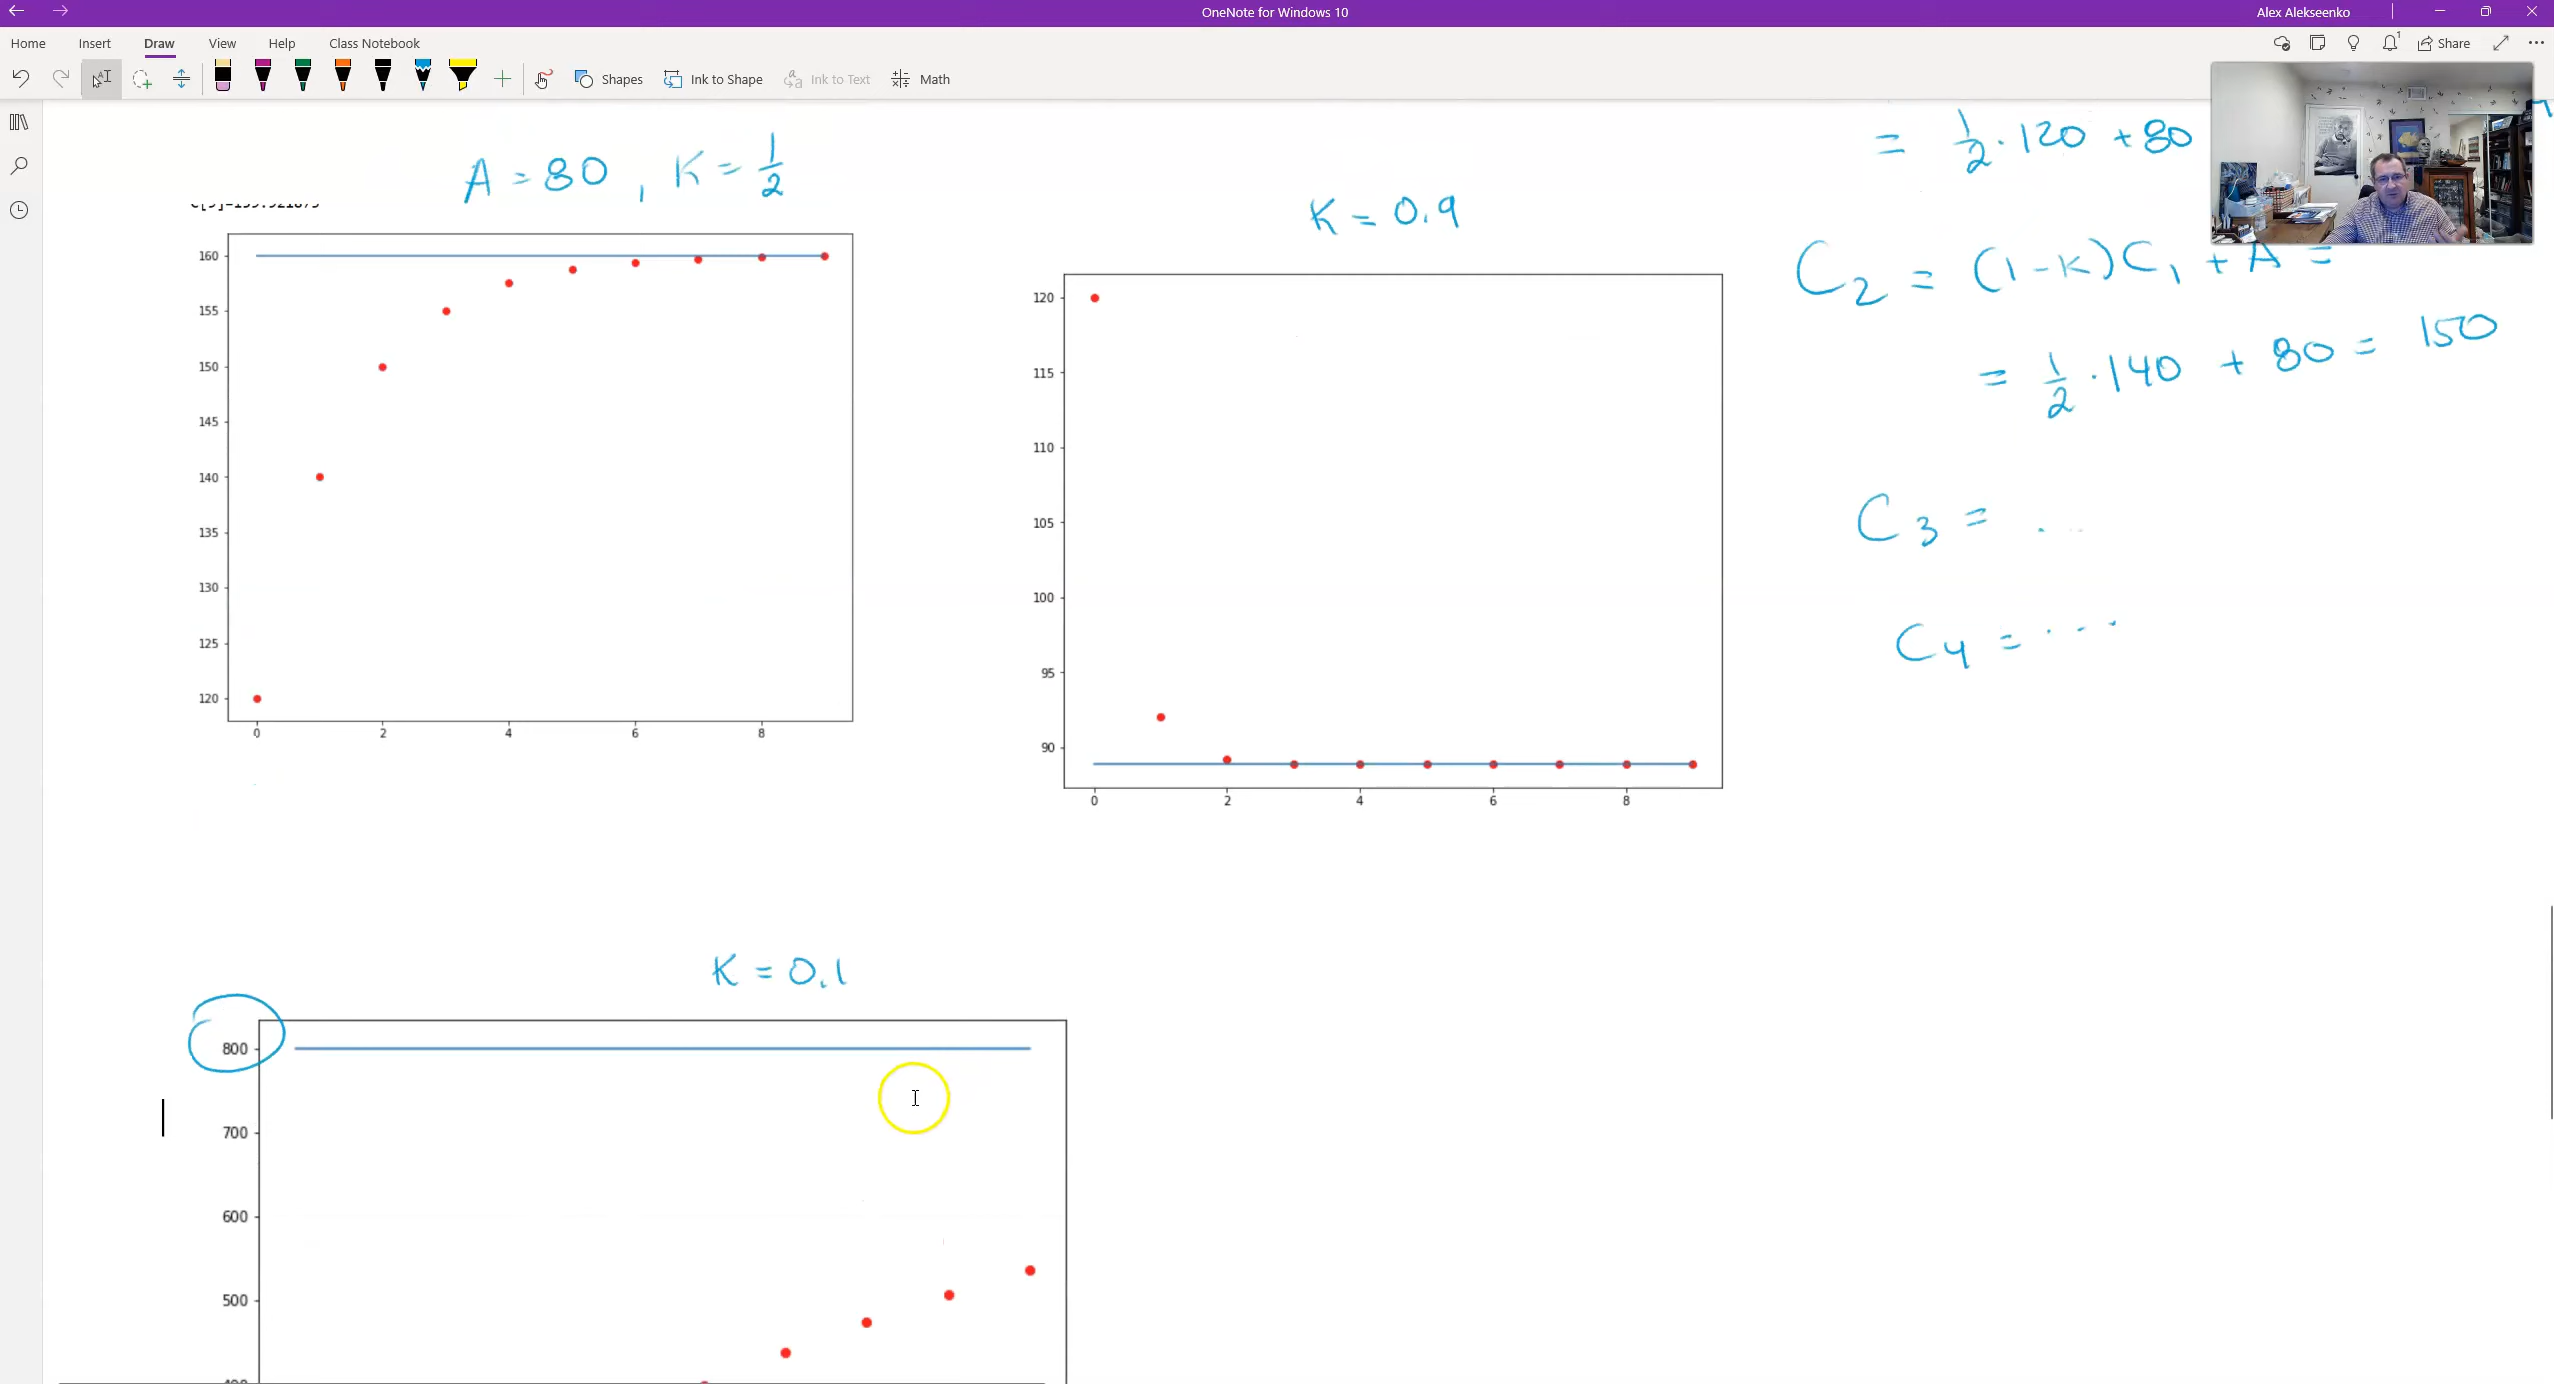 OneNote for Windows 10
Alex Alekseenko
Home Insert Draw View Help Class Notebook
Share
Shapes Ink to Shape Ink to Text Math
A = 80 , K = 1/2
160
155
150
145
140
135
130
125
120
0 2 4 6 8
K = 0.9
120
115
110
105
100
95
90
0 2 4 6 8
= 1/2 · 120 + 80
C₂ = (1-K)C₁ + A =
= 1/2 · 140 + 80 = 150
C₃ = ...
C₄ = ...
K = 0.1
800
700
600
500